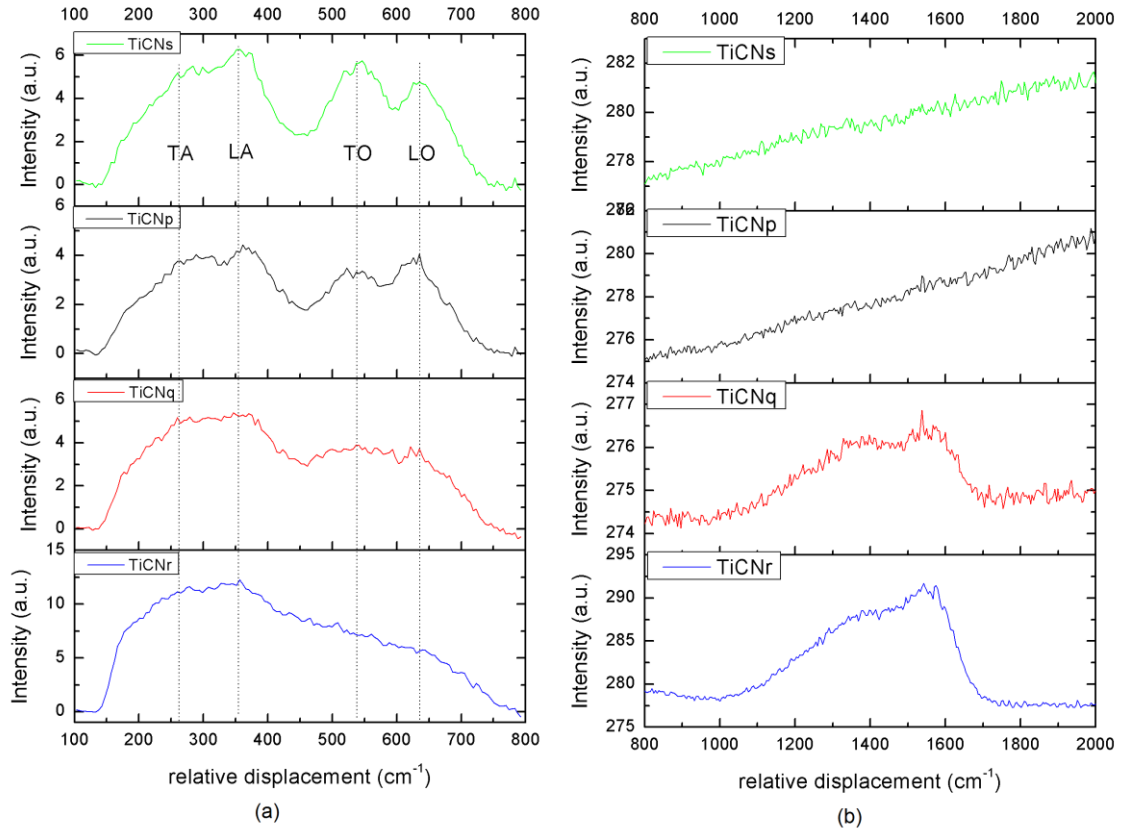 100 200 300 400 500 600 700 800
TiCNs
6
4
2
0
Intensity (a.u.)
TA LA TO LO
6
TiCNp
4
2
0
Intensity (a.u.)
TiCNq
6
4
2
0
Intensity (a.u.)
15
TiCNr
12.5
5
0
Intensity (a.u.)
100 200 300 400 500 600 700 800
relative displacement (cm⁻¹)
(a)
800 1000 1200 1400 1600 1800 2000
TiCNs
282
280
278
Intensity (a.u.)
TiCNp
280
278
276
274
Intensity (a.u.)
277
TiCNq
276
275
274
Intensity (a.u.)
295
TiCNr
290
285
280
275
Intensity (a.u.)
800 1000 1200 1400 1600 1800 2000
relative displacement (cm⁻¹)
(b)